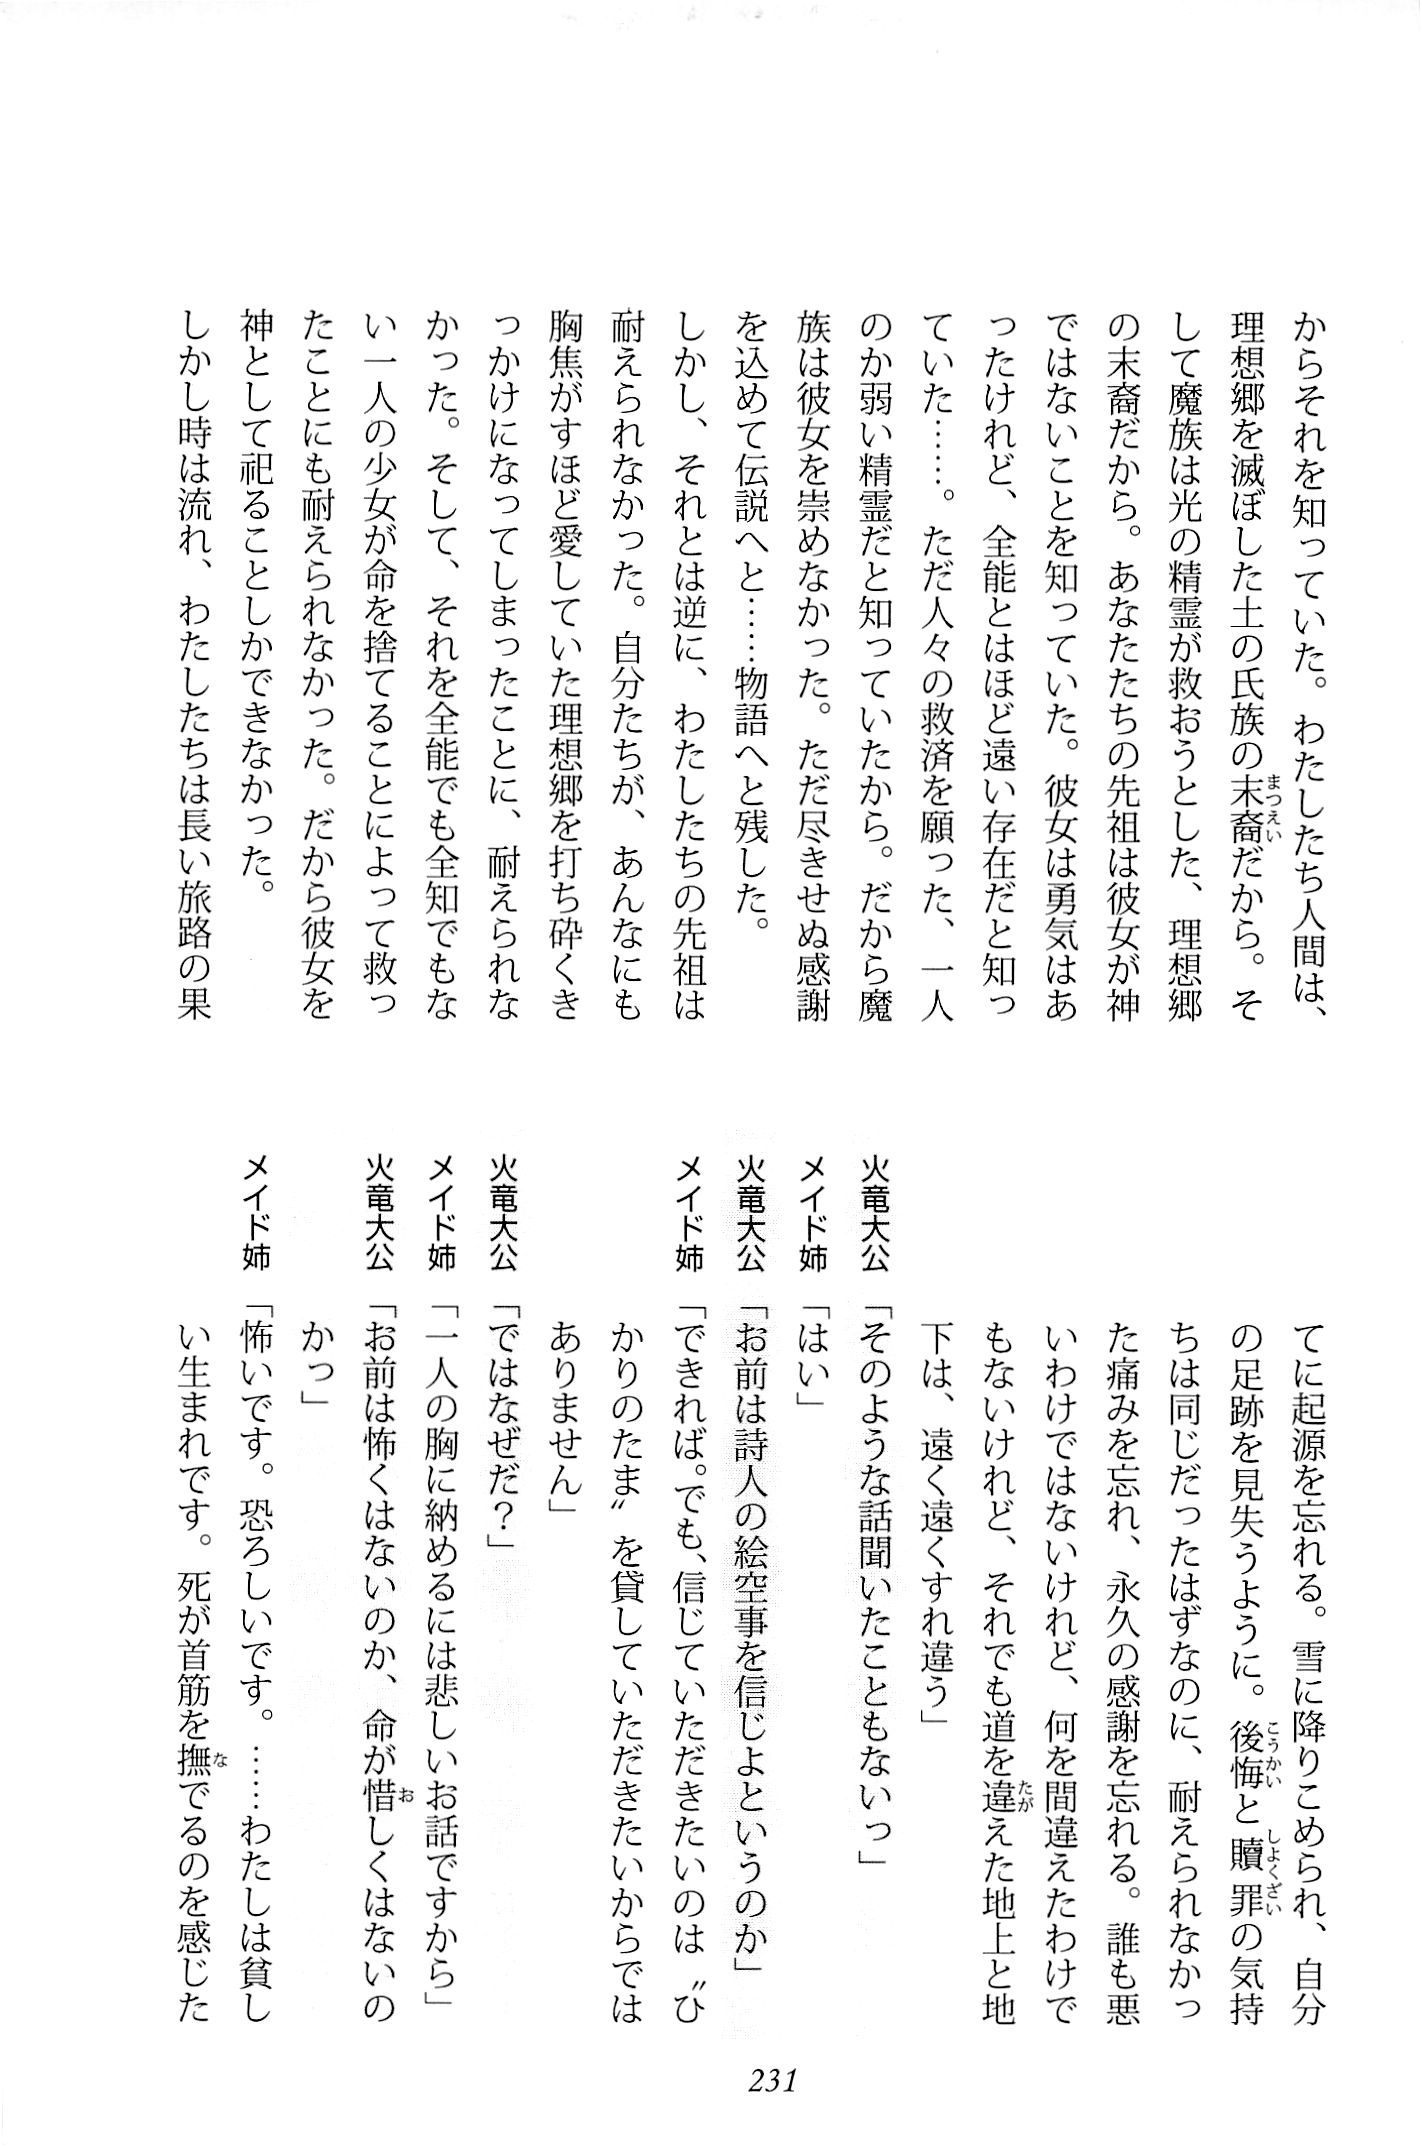 からそれを知っていた。わたしたち人間は、
理想郷を滅ぼした土の氏族の末裔だから。そ
して魔族は光の精霊が救おうとした、理想郷
の末裔だから。あなたたちの先祖は彼女が神
ではないことを知っていた。彼女は勇気はあ
ったけれど、全能とはほど遠い存在だと知っ
ていた……。ただ人々の救済を願った、一人
のか弱い精霊だと知っていたから。だから魔
族は彼女を崇めなかった。ただ尽きせぬ感謝
を込めて伝説へと……物語へと残した。
しかし、それとは逆に、わたしたちの先祖は
耐えられなかった。自分たちが、あんなにも
胸焦がすほど愛していた理想郷を打ち砕くき
っかけになってしまったことに、耐えられな
かった。そして、それを全能でも全知でもな
い一人の少女が命を捨てることによって救っ
たことにも耐えられなかった。だから彼女を
神として祀ることしかできなかった。
しかし時は流れ、わたしたちは長い旅路の果
てに起源を忘れる。雪に降りこめられ、自分
の足跡を見失うように。後悔と贖罪の気持
ちは同じだったはずなのに、耐えられなかっ
た痛みを忘れ、永久の感謝を忘れる。誰も悪
いわけではないけれど、何を間違えたわけで
もないけれど、それでも道を違えた地上と地
下は、遠く遠くすれ違う」
火竜大公「そのような話聞いたこともないっ」
メイド姉「はい」
火竜大公「お前は詩人の絵空事を信じよというのか」
メイド姉「できれば。でも、信じていただきたいのは〝ひ
かりのたま〟を貸していただきたいからでは
ありません」
火竜大公「ではなぜだ？」
メイド姉「一人の胸に納めるには悲しいお話ですから」
火竜大公「お前は怖くはないのか、命が惜しくはないの
かっ」
メイド姉「怖いです。恐ろしいです。……わたしは貧し
い生まれです。死が首筋を撫でるのを感じた
231